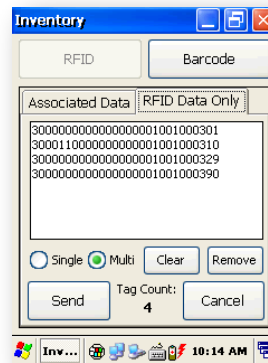 Inventory
RFID
Barcode
Associated Data
RFID Data Only
300000000000000001001000301
300011000000000001001000310
300000000000000001001000329
300000000000000001001000390
Single
Multi
Clear
Remove
Send
Tag Count:
4
Cancel
Inv...
10:14 AM